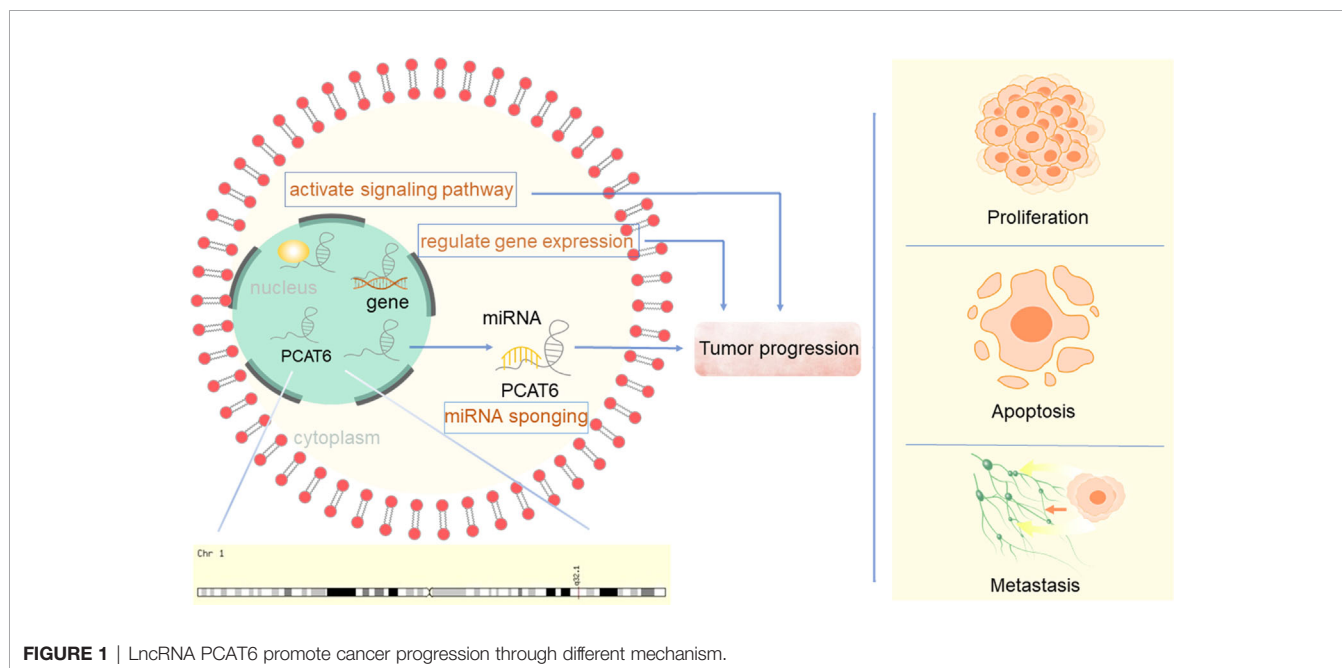 activate signaling pathway
regulate gene expression
nucleus
gene
PCAT6
miRNA
PCAT6
miRNA sponging
cytoplasm
Tumor progression
Proliferation
Apoptosis
Metastasis
Chr 1
q32.1
FIGURE 1 | LncRNA PCAT6 promote cancer progression through different mechanism.